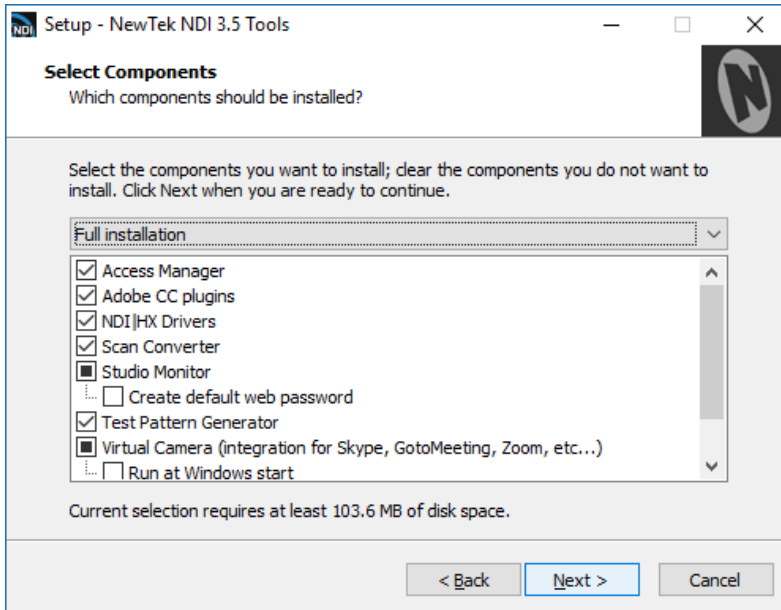 NDI Setup - NewTek NDI 3.5 Tools
Select Components
Which components should be installed?
N
Select the components you want to install; clear the components you do not want to
install. Click Next when you are ready to continue.
Full installation
Access Manager
Adobe CC plugins
NDI|HX Drivers
Scan Converter
Studio Monitor
Create default web password
Test Pattern Generator
Virtual Camera (integration for Skype, GotoMeeting, Zoom, etc...)
Run at Windows start
Current selection requires at least 103.6 MB of disk space.
< Back Next > Cancel